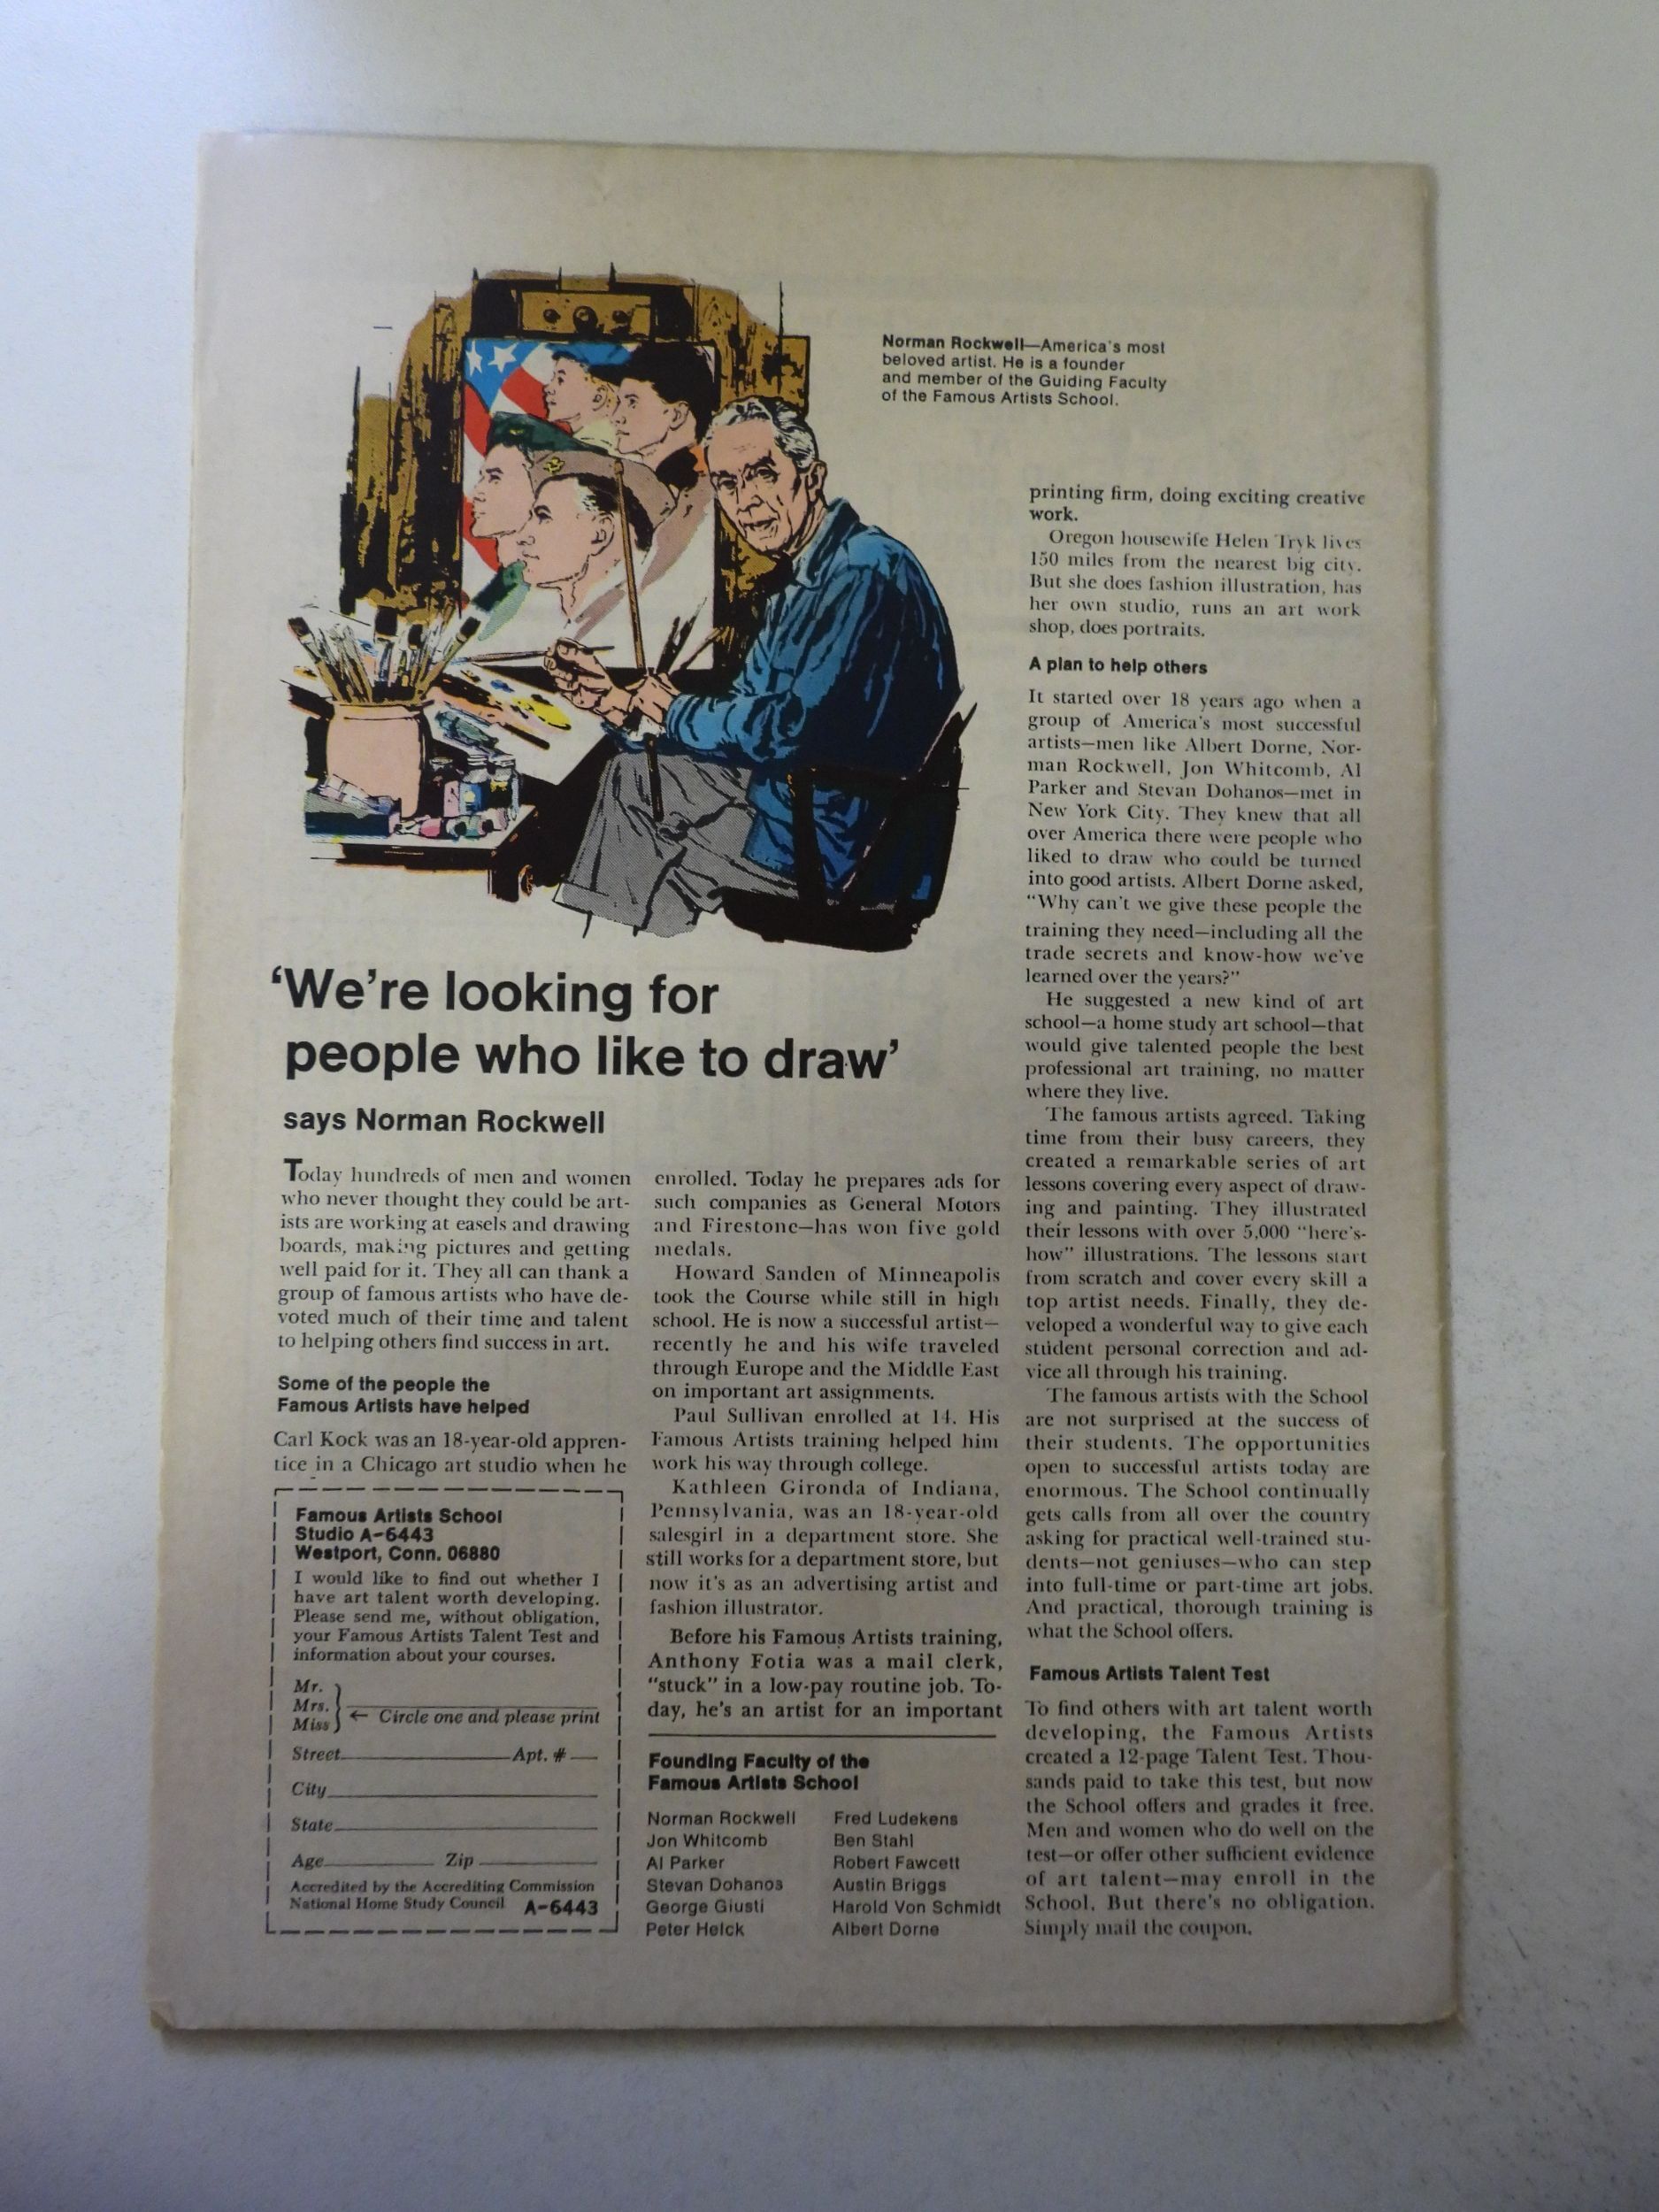 Norman Rockwell—America's most
beloved artist. He is a founder
and member of the Guiding Faculty
of the Famous Artists School.
'We're looking for
people who like to draw'
says Norman Rockwell
Today hundreds of men and women
who never thought they could be art-
ists are working at easels and drawing
boards, making pictures and getting
well paid for it. They all can thank a
group of famous artists who have de-
voted much of their time and talent
to helping others find success in art.
Some of the people the
Famous Artists have helped
Carl Kock was an 18-year-old appren-
tice in a Chicago art studio when he
enrolled. Today he prepares ads for
such companies as General Motors
and Firestone—has won five gold
medals.
Howard Sanden of Minneapolis
took the Course while still in high
school. He is now a successful artist—
recently he and his wife traveled
through Europe and the Middle East
on important art assignments.
Paul Sullivan enrolled at 14. His
Famous Artists training helped him
work his way through college.
Kathleen Gironda of Indiana,
Pennsylvania, was an 18-year-old
salesgirl in a department store. She
still works for a department store, but
now it's as an advertising artist and
fashion illustrator.
Before his Famous Artists training,
Anthony Fotia was a mail clerk,
"stuck" in a low-pay routine job. To-
day, he's an artist for an important
printing firm, doing exciting creative
work.
Oregon housewife Helen Tryk lives
150 miles from the nearest big city.
But she does fashion illustration, has
her own studio, runs an art work
shop, does portraits.
A plan to help others
It started over 18 years ago when a
group of America's most successful
artists—men like Albert Dorne, Nor-
man Rockwell, Jon Whitcomb, Al
Parker and Stevan Dohanos—met in
New York City. They knew that all
over America there were people who
liked to draw who could be turned
into good artists. Albert Dorne asked,
"Why can't we give these people the
training they need—including all the
trade secrets and know-how we've
learned over the years?"
He suggested a new kind of art
school—a home study art school—that
would give talented people the best
professional art training, no matter
where they live.
The famous artists agreed. Taking
time from their busy careers, they
created a remarkable series of art
lessons covering every aspect of draw-
ing and painting. They illustrated
their lessons with over 5,000 "here's-
how" illustrations. The lessons start
from scratch and cover every skill a
top artist needs. Finally, they de-
veloped a wonderful way to give each
student personal correction and ad-
vice all through his training.
The famous artists with the School
are not surprised at the success of
their students. The opportunities
open to successful artists today are
enormous. The School continually
gets calls from all over the country
asking for practical well-trained stu-
dents—not geniuses—who can step
into full-time or part-time art jobs.
And practical, thorough training is
what the School offers.
Famous Artists Talent Test
To find others with art talent worth
developing, the Famous Artists
created a 12-page Talent Test. Thou-
sands paid to take this test, but now
the School offers and grades it free.
Men and women who do well on the
test—or offer other sufficient evidence
of art talent—may enroll in the
School. But there's no obligation.
Simply mail the coupon.
Famous Artists School
Studio A-6443
Westport, Conn. 06880
I would like to find out whether I
have art talent worth developing.
Please send me, without obligation,
your Famous Artists Talent Test and
information about your courses.
Mr.
Mrs.
Miss
← Circle one and please print
Street Apt. #
City
State
Age Zip
Accredited by the Accrediting Commission
National Home Study Council A-6443
Founding Faculty of the
Famous Artists School
Norman Rockwell
Jon Whitcomb
Al Parker
Stevan Dohanos
George Giusti
Peter Helck
Fred Ludekens
Ben Stahl
Robert Fawcett
Austin Briggs
Harold Von Schmidt
Albert Dorne